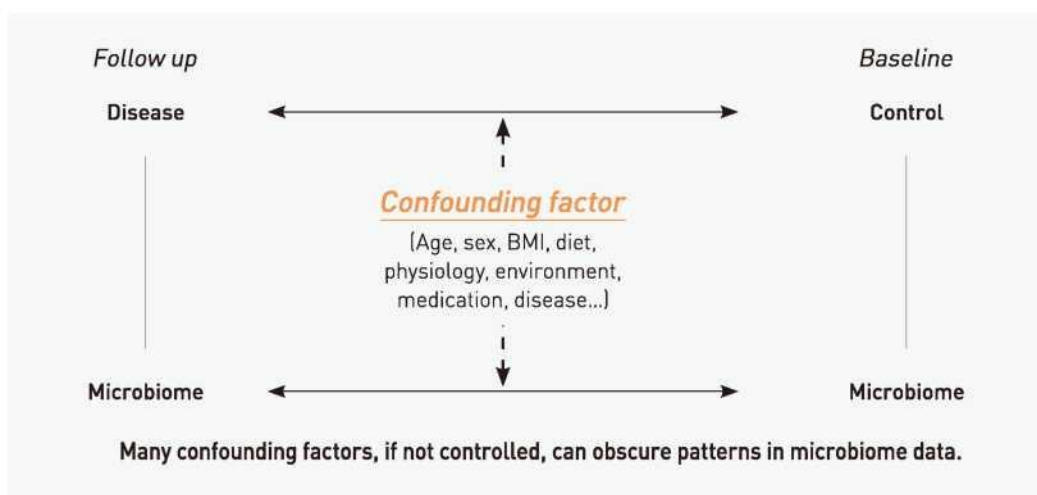 Follow up
Baseline
Disease
Control
Confounding factor
(Age, sex, BMI, diet,
physiology, environment,
medication, disease...)
Microbiome
Microbiome
Many confounding factors, if not controlled, can obscure patterns in microbiome data.